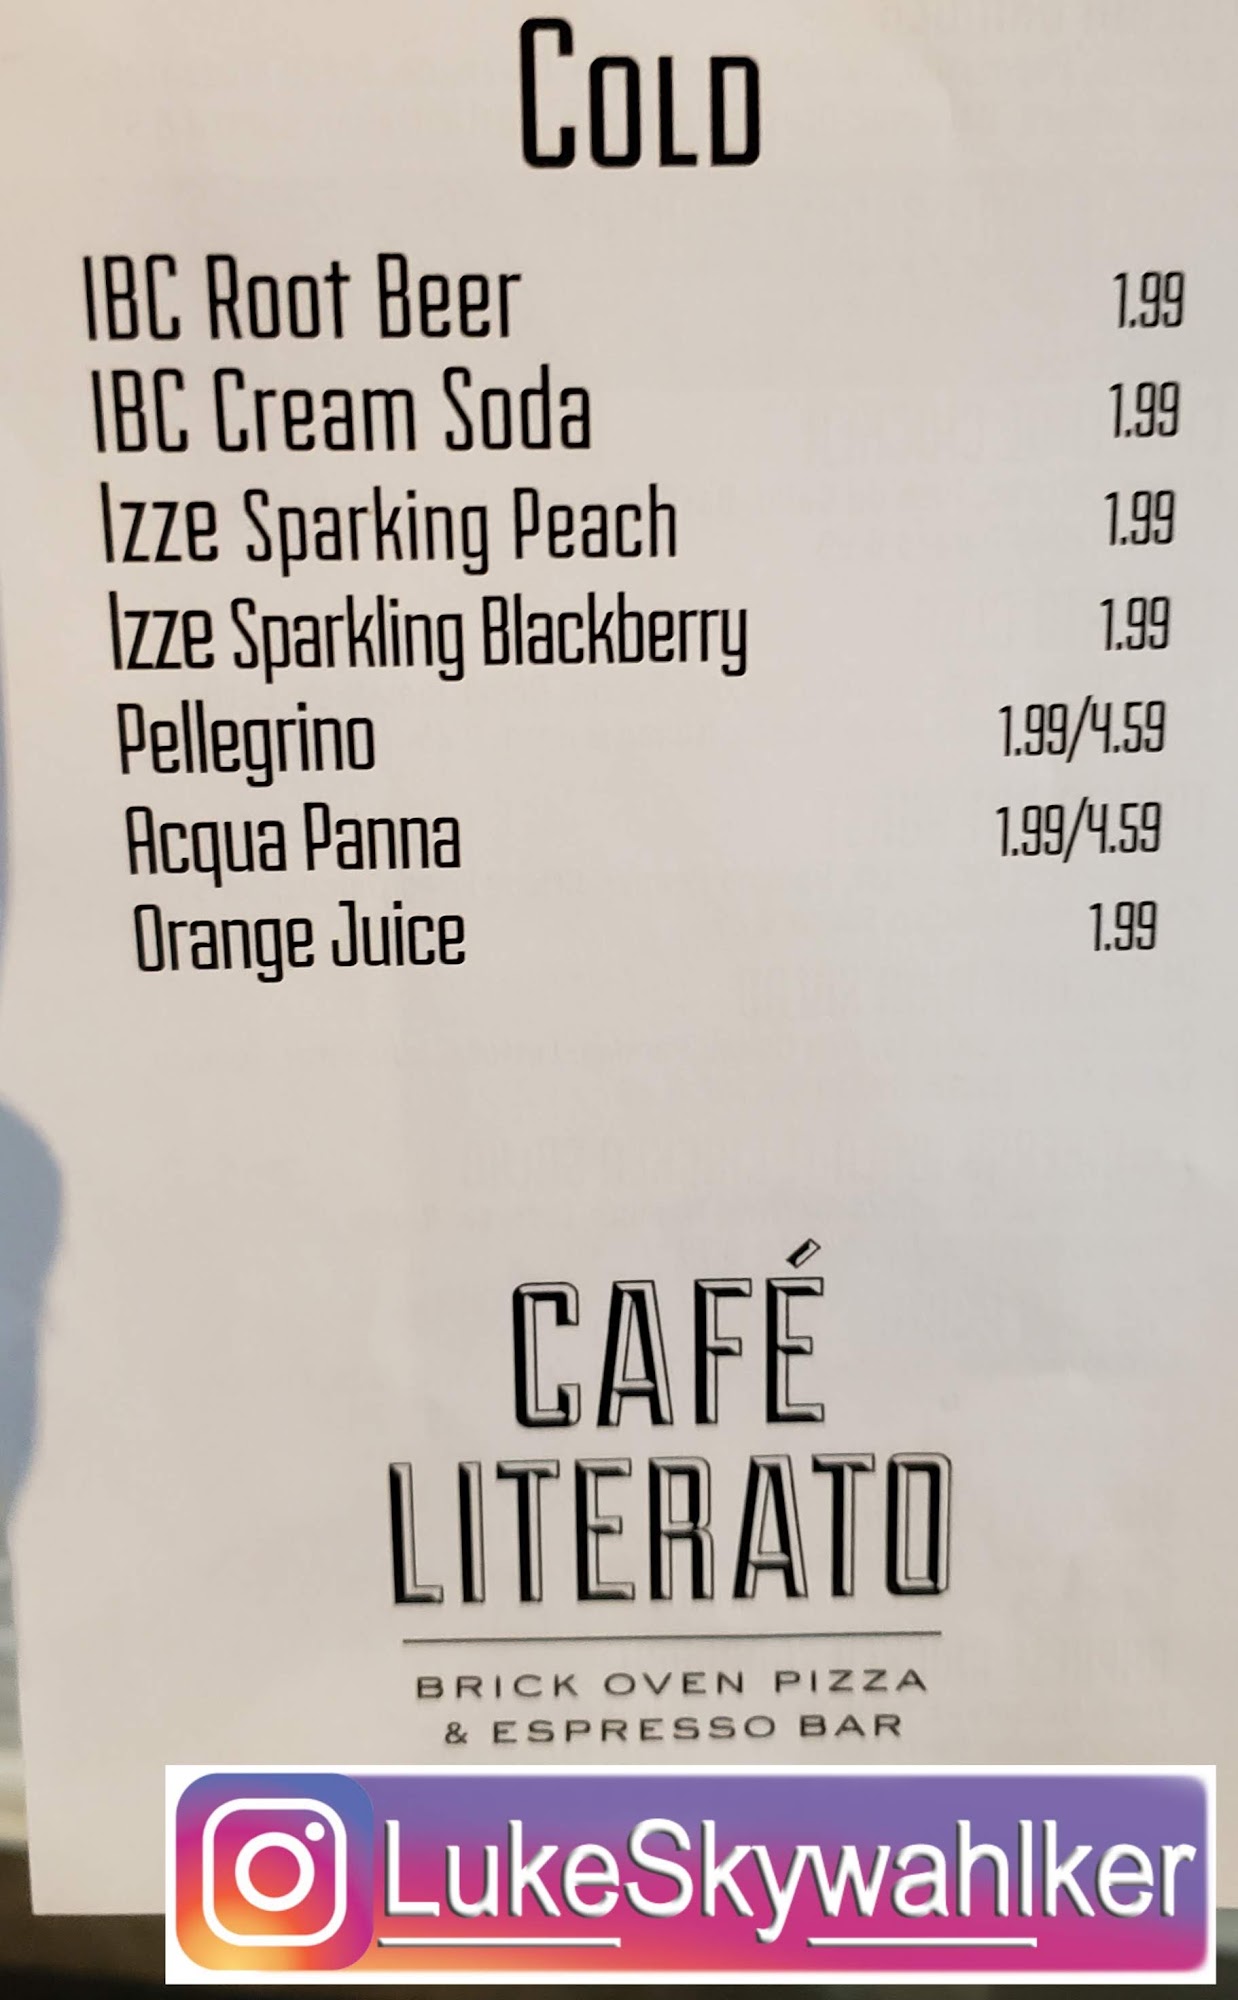 COLD
IBC Root Beer 1.99
IBC Cream Soda 1.99
Izze Sparking Peach 1.99
Izze Sparkling Blackberry 1.99
Pellegrino 1.99/4.59
Acqua Panna 1.99/4.59
Orange Juice 1.99
CAFÉ
LITERATO
BRICK OVEN PIZZA
& ESPRESSO BAR
LukeSkywahlker